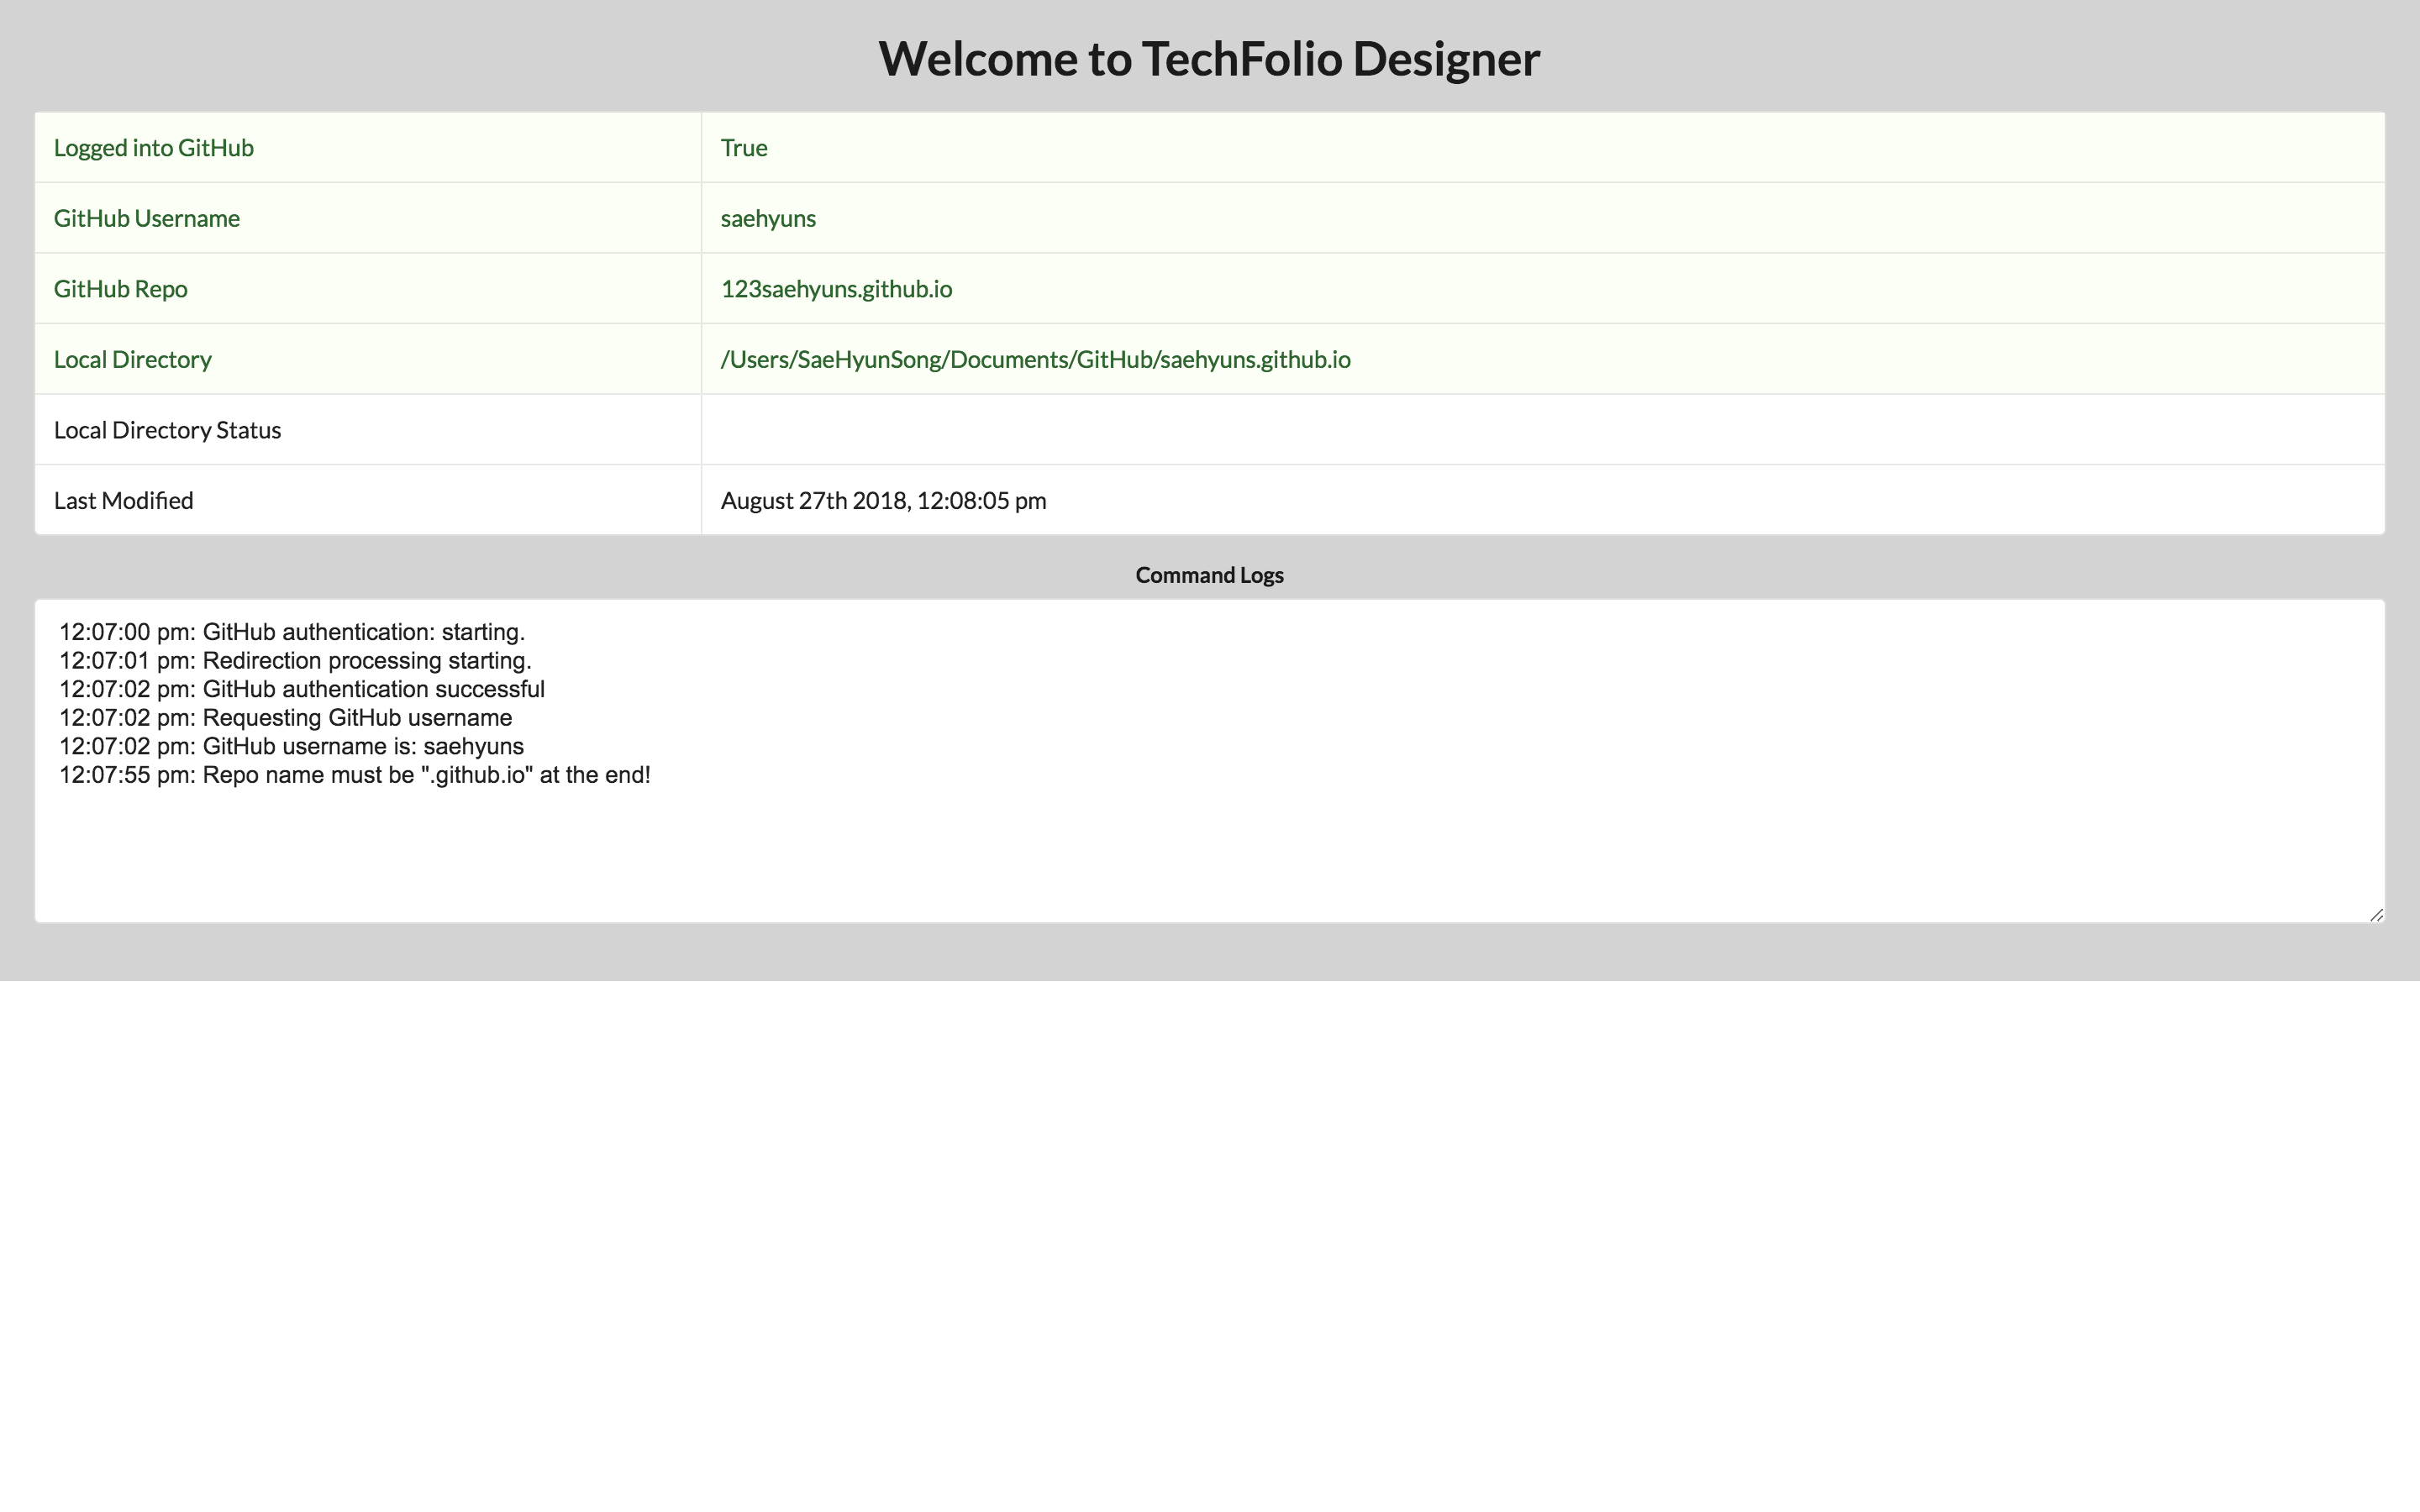 Welcome to TechFolio Designer
Logged into GitHub True
GitHub Username saehyuns
GitHub Repo 123saehyuns.github.io
Local Directory /Users/SaeHyunSong/Documents/GitHub/saehyuns.github.io
Local Directory Status
Last Modified August 27th 2018, 12:08:05 pm
Command Logs
12:07:00 pm: GitHub authentication: starting.
12:07:01 pm: Redirection processing starting.
12:07:02 pm: GitHub authentication successful
12:07:02 pm: Requesting GitHub username
12:07:02 pm: GitHub username is: saehyuns
12:07:55 pm: Repo name must be ".github.io" at the end!